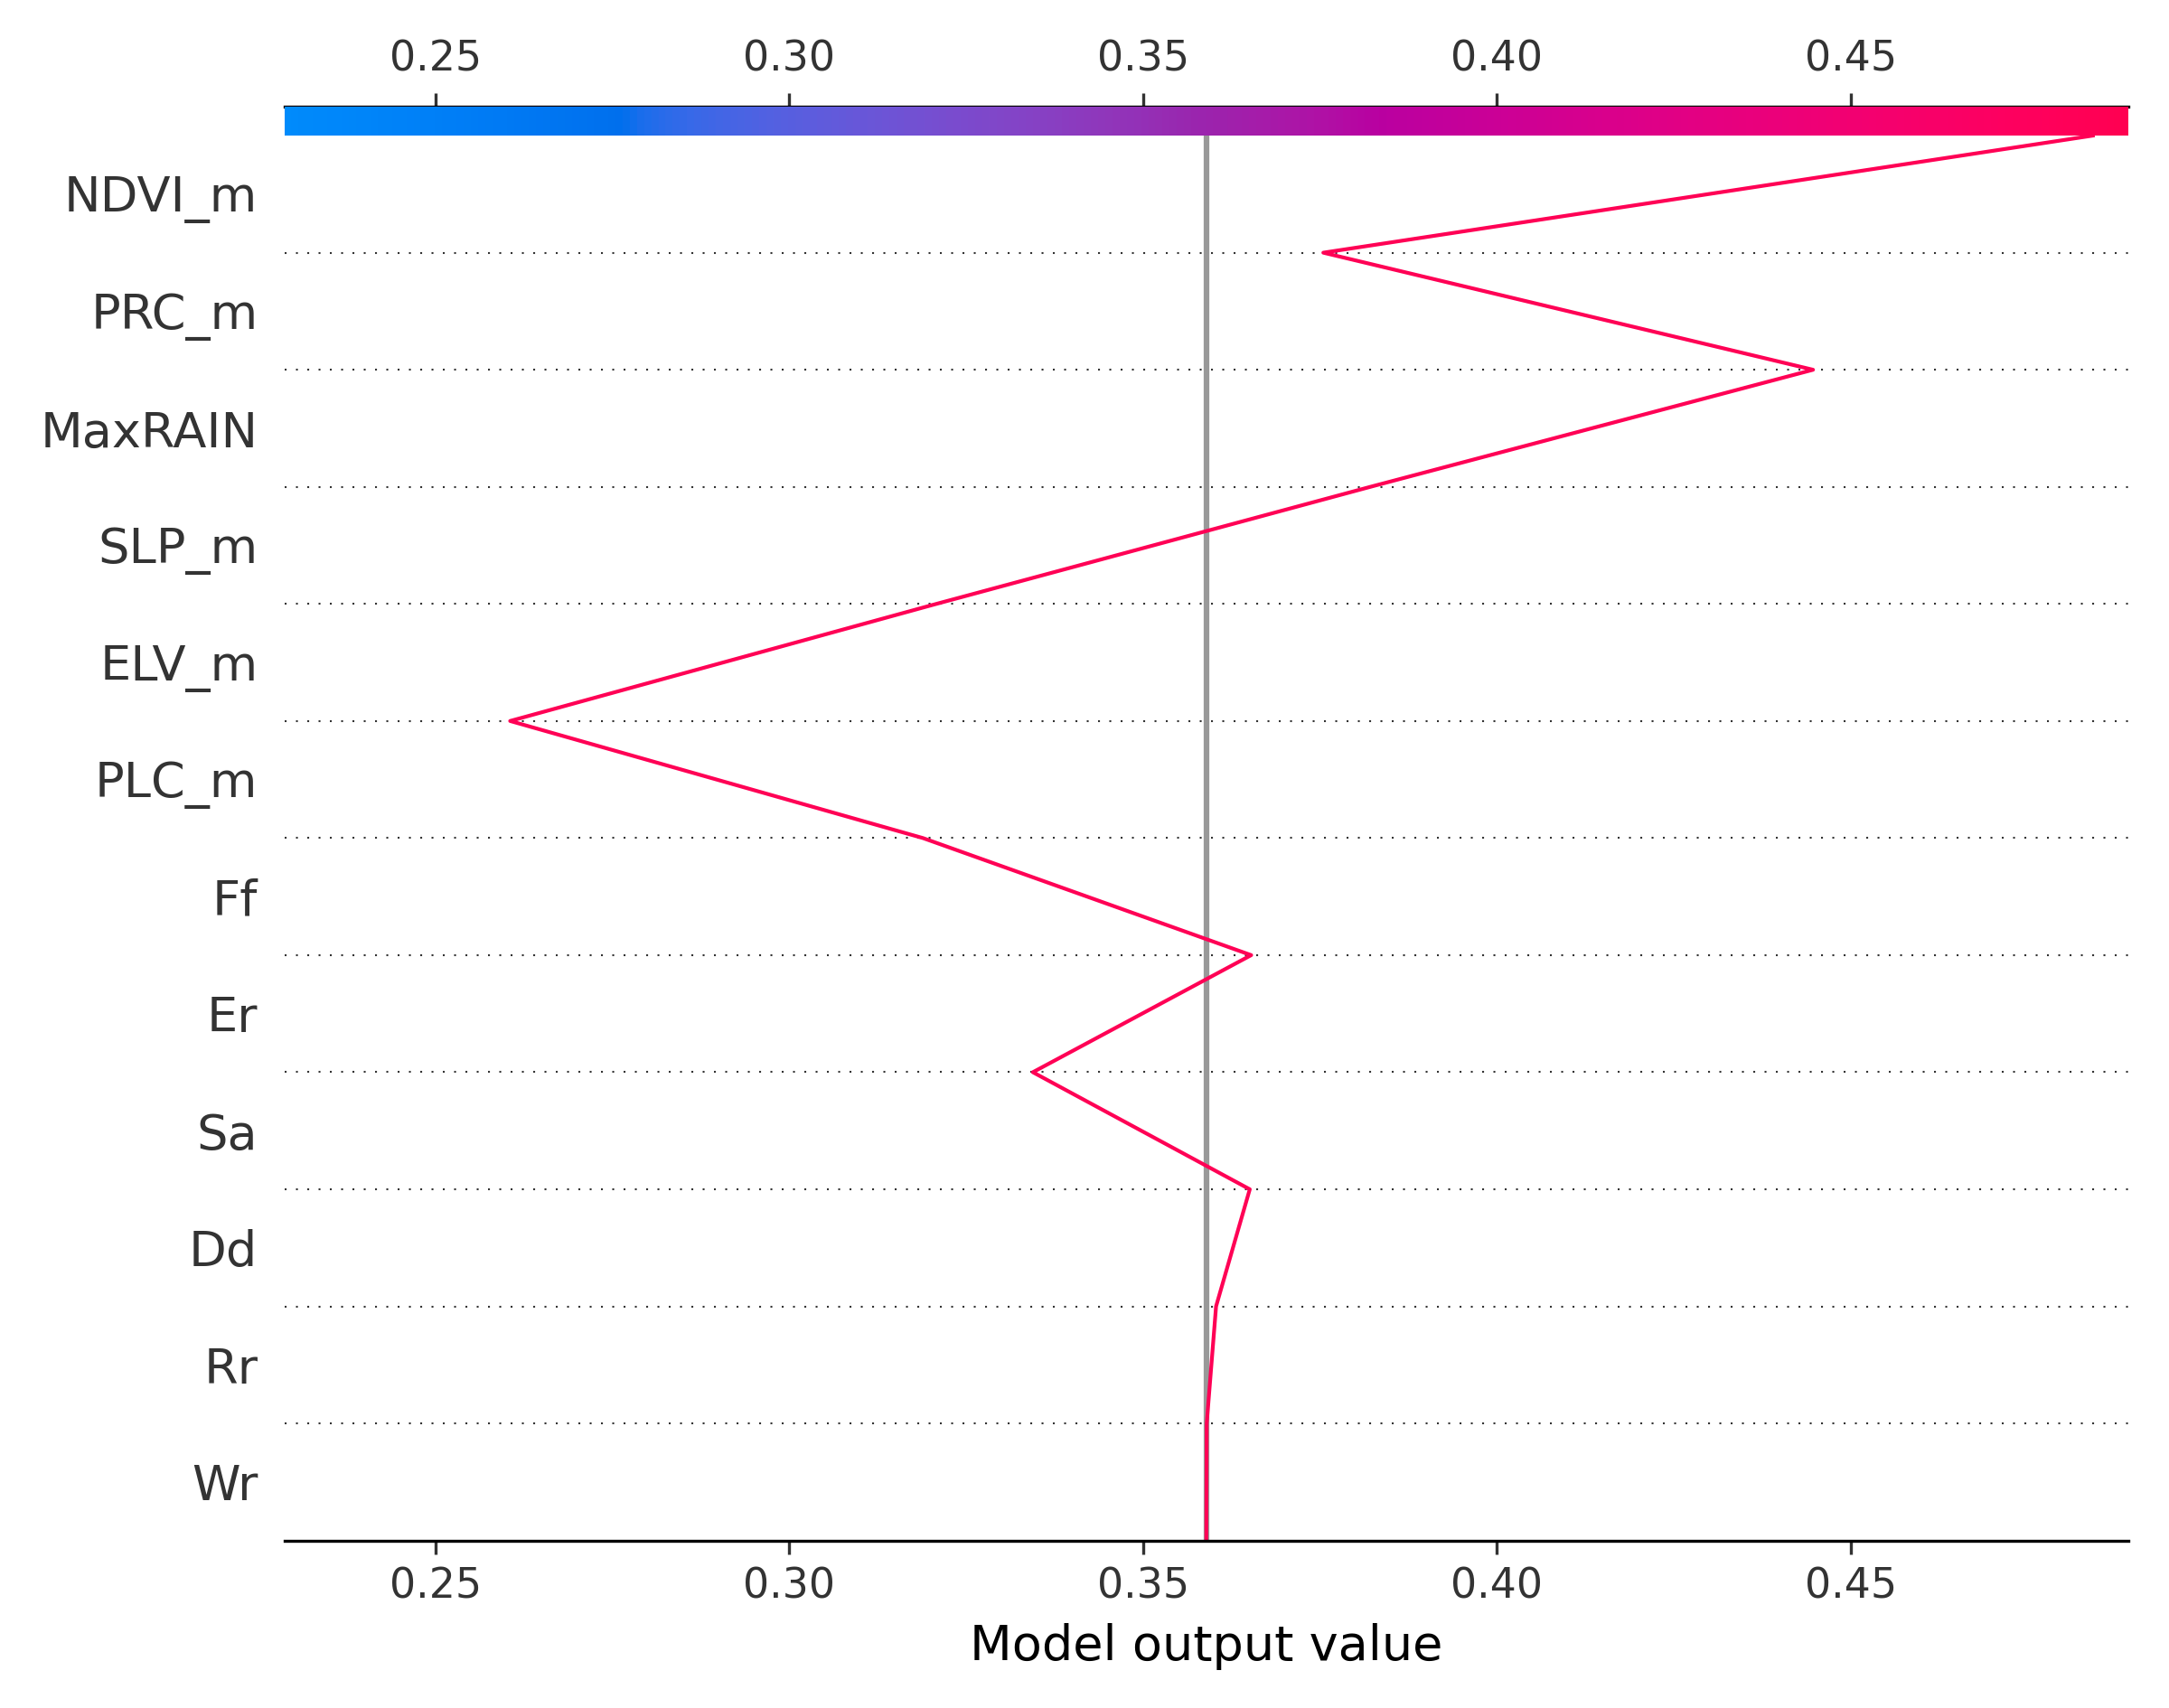 0.25 0.30 0.35 0.40 0.45
NDVI_m
PRC_m
MaxRAIN
SLP_m
ELV_m
PLC_m
Ff
Er
Sa
Dd
Rr
Wr
0.25 0.30 0.35 0.40 0.45
Model output value